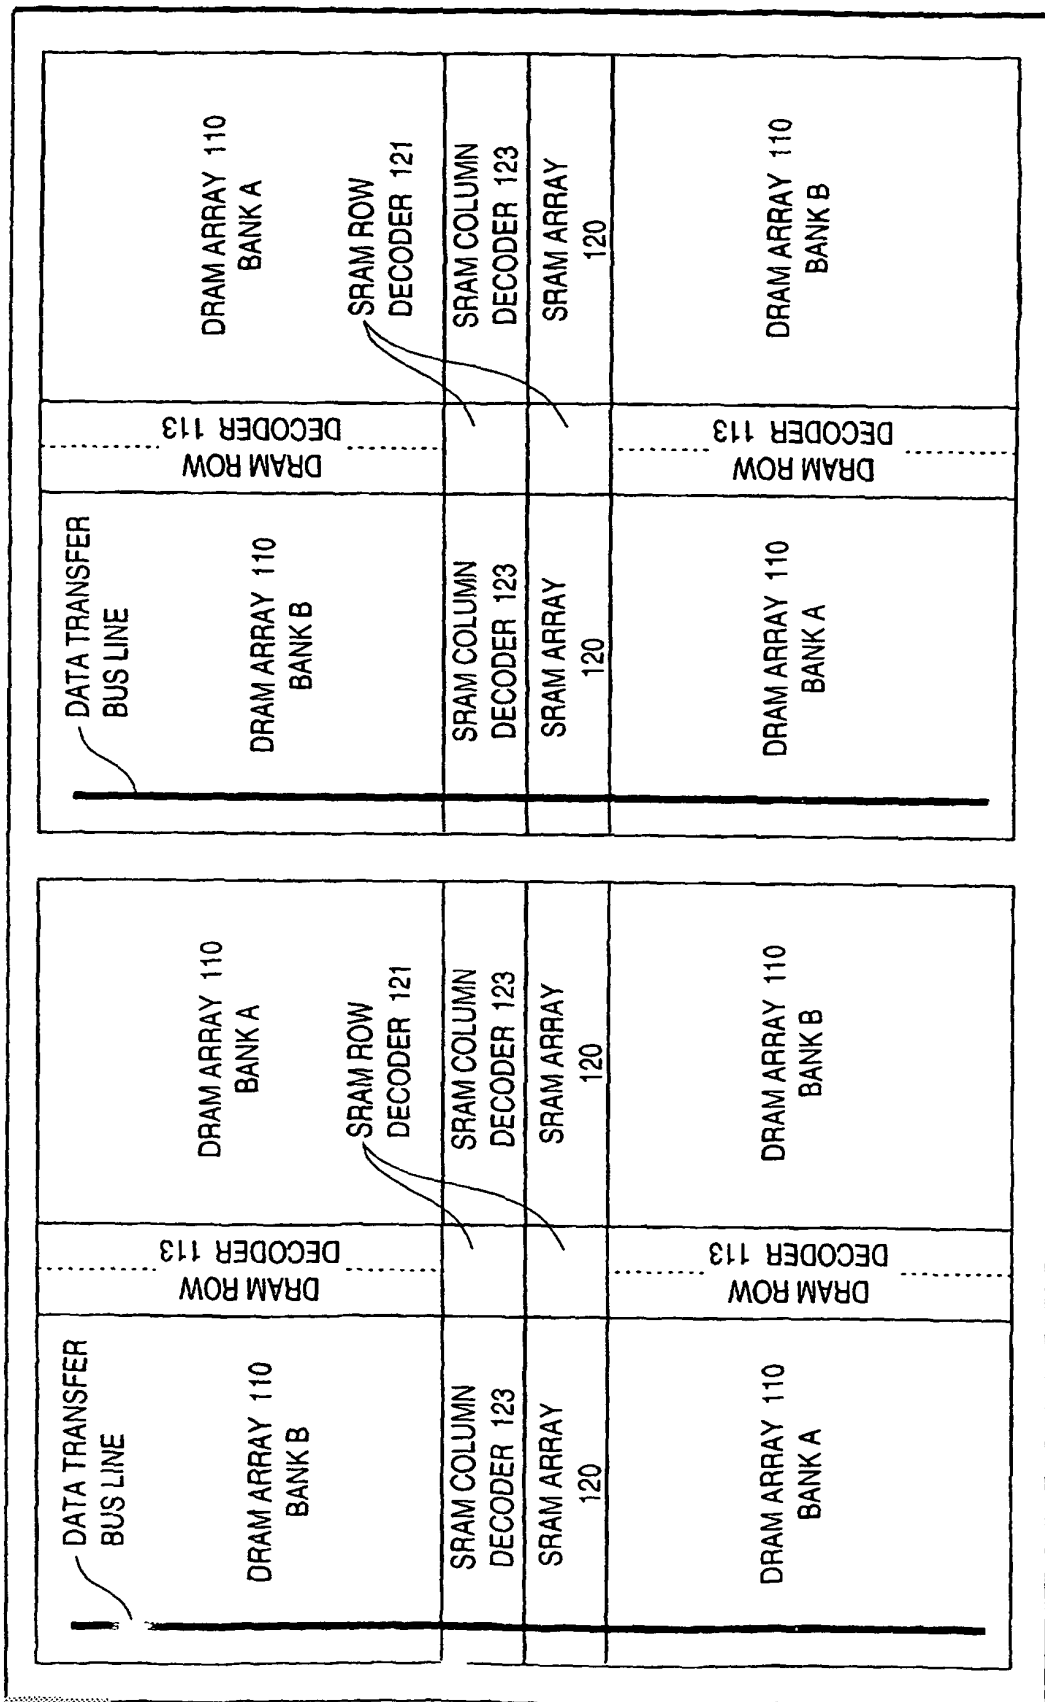 DATA TRANSFER
BUS LINE
DRAM ARRAY 110
BANK B
DRAM ROW
DECODER 113
DRAM ARRAY 110
BANK A
SRAM ROW
DECODER 121
SRAM COLUMN
DECODER 123
SRAM COLUMN
DECODER 123
SRAM ARRAY
120
SRAM ARRAY
120
DRAM ARRAY 110
BANK A
DRAM ROW
DECODER 113
DRAM ARRAY 110
BANK B
DATA TRANSFER
BUS LINE
DRAM ARRAY 110
BANK B
DRAM ROW
DECODER 113
DRAM ARRAY 110
BANK A
SRAM ROW
DECODER 121
SRAM COLUMN
DECODER 123
SRAM COLUMN
DECODER 123
SRAM ARRAY
120
SRAM ARRAY
120
DRAM ARRAY 110
BANK A
DRAM ROW
DECODER 113
DRAM ARRAY 110
BANK B